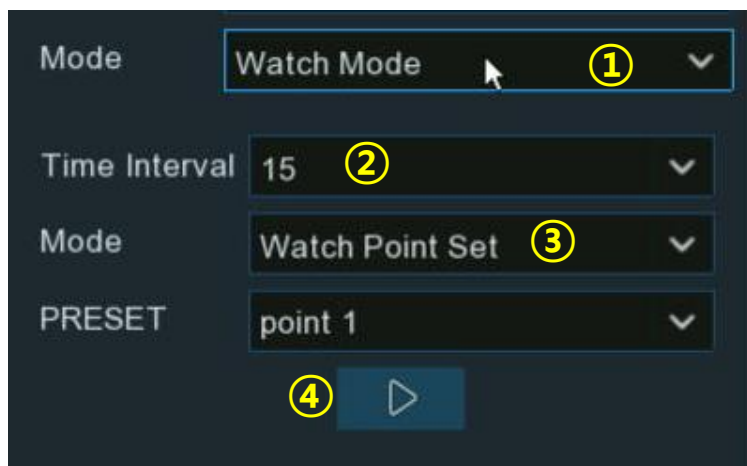 Mode Watch Mode ①
Time Interval 15 ②
Mode Watch Point Set ③
PRESET point 1
④